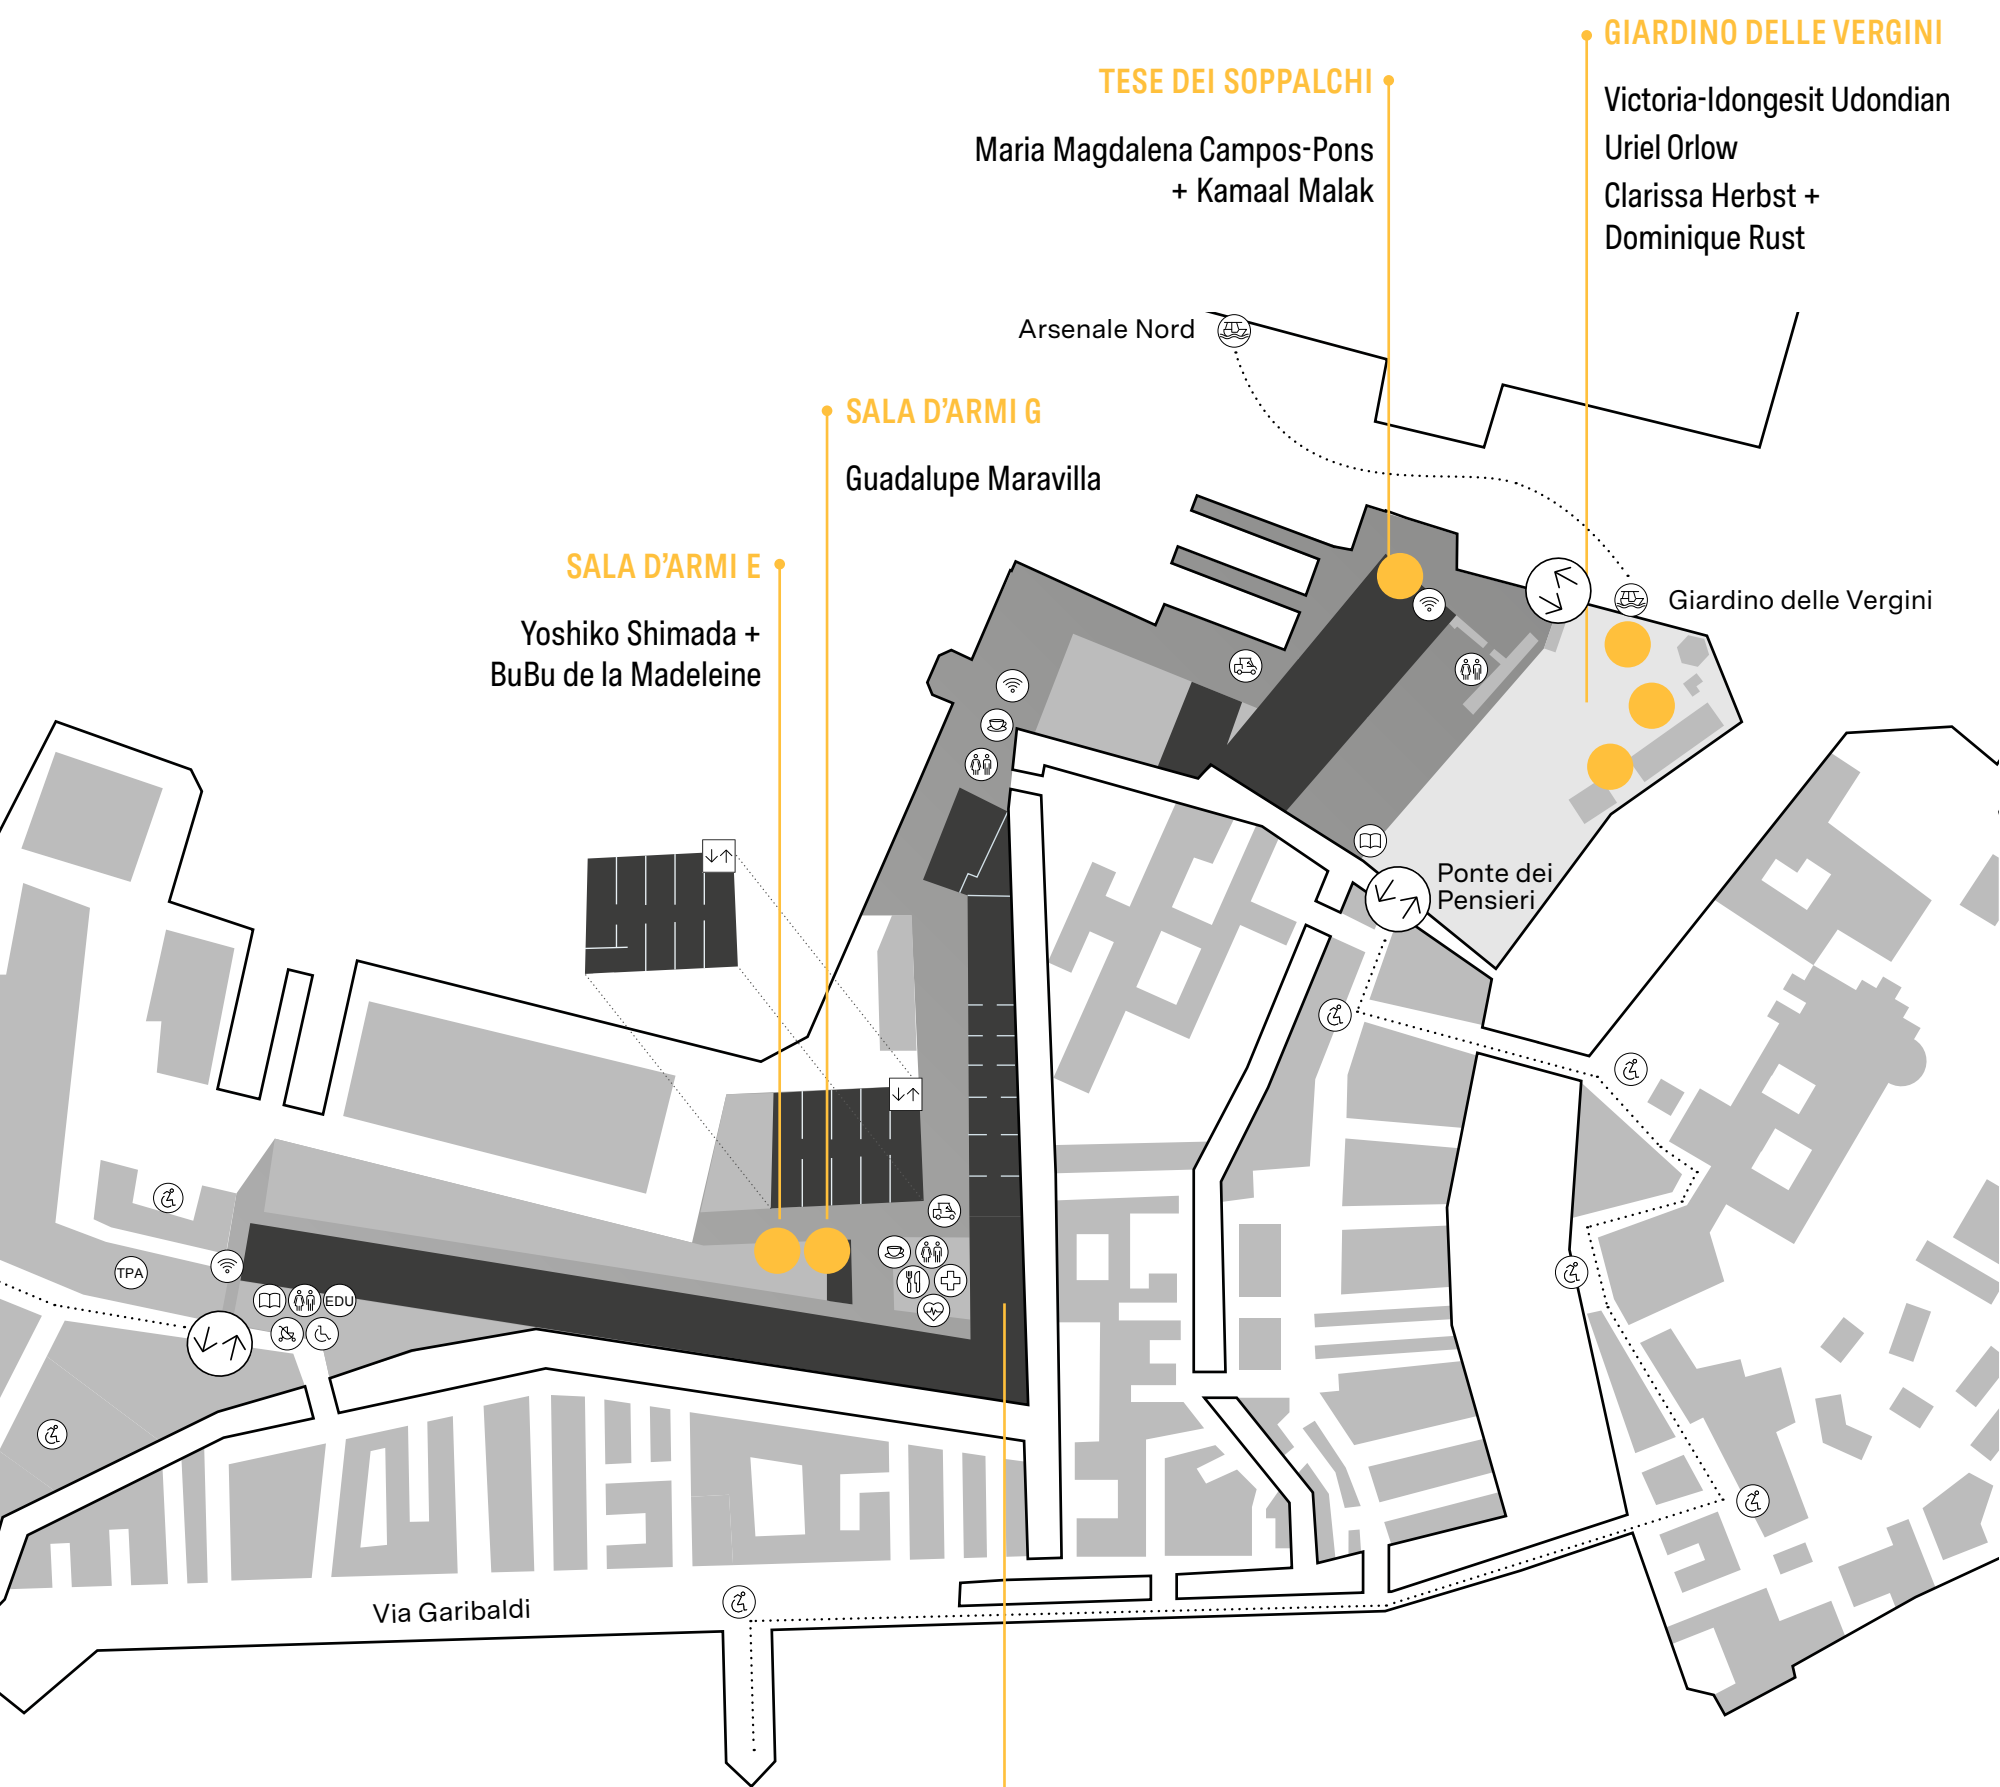 GIARDINO DELLE VERGINI
Victoria-Idongesit Udondian
Uriel Orlow
Clarissa Herbst +
Dominique Rust
TESE DEI SOPPALCHI
Maria Magdalena Campos-Pons
+ Kamaal Malak
Arsenale Nord
SALA D’ARMI G
Guadalupe Maravilla
SALA D’ARMI E
Yoshiko Shimada +
BuBu de la Madeleine
Giardino delle Vergini
Ponte dei
Pensieri
TPA
EDU
Via Garibaldi